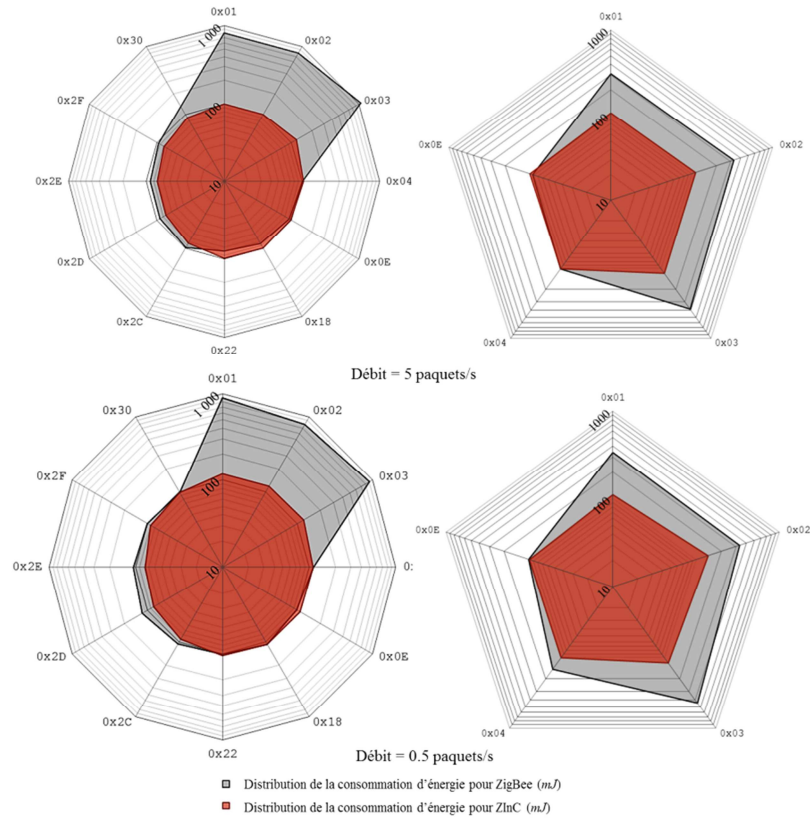 0x01
1 000
0x30
0x02
0x2F
0x03
100
0x2E
10
0x04
0x2D
0x0E
0x2C
0x18
0x22
0x01
1000
100
0x0E
0x02
10
0x04
0x03
Débit = 5 paquets/s
0x01
1 000
0x30
0x02
0x2F
0x03
100
0x2E
10
0:
0x2D
0x0E
0x2C
0x18
0x22
0x01
1000
100
0x0E
0x02
10
0x04
0x03
Débit = 0.5 paquets/s
Distribution de la consommation d’énergie pour ZigBee (mJ)
Distribution de la consommation d’énergie pour ZInC (mJ)